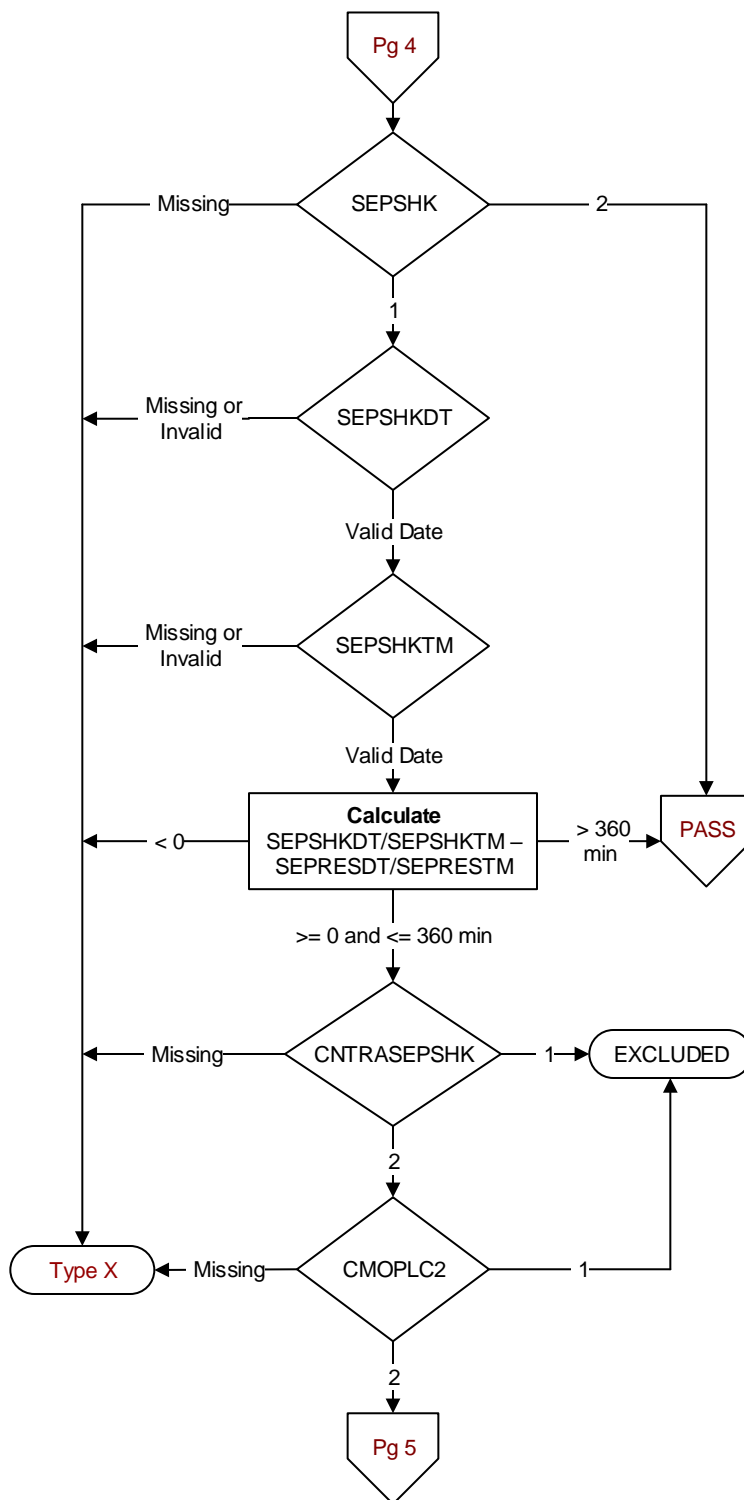 Pg 4
SEPSHK
Missing
2
1
SEPSHKDT
Missing or
Invalid
Valid Date
SEPSHKTM
Missing or
Invalid
Valid Date
Calculate
SEPSHKDT/SEPSHKTM –
SEPRESDT/SEPRESTM
< 0
> 360
min
PASS
>= 0 and <= 360 min
CNTRASEPSHK
Missing
1
EXCLUDED
2
Type X
Missing
CMOPLC2
1
2
Pg 5